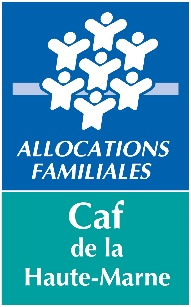 ALLOCATIONS
FAMILIALES
Caf
de la
Haute-Marne